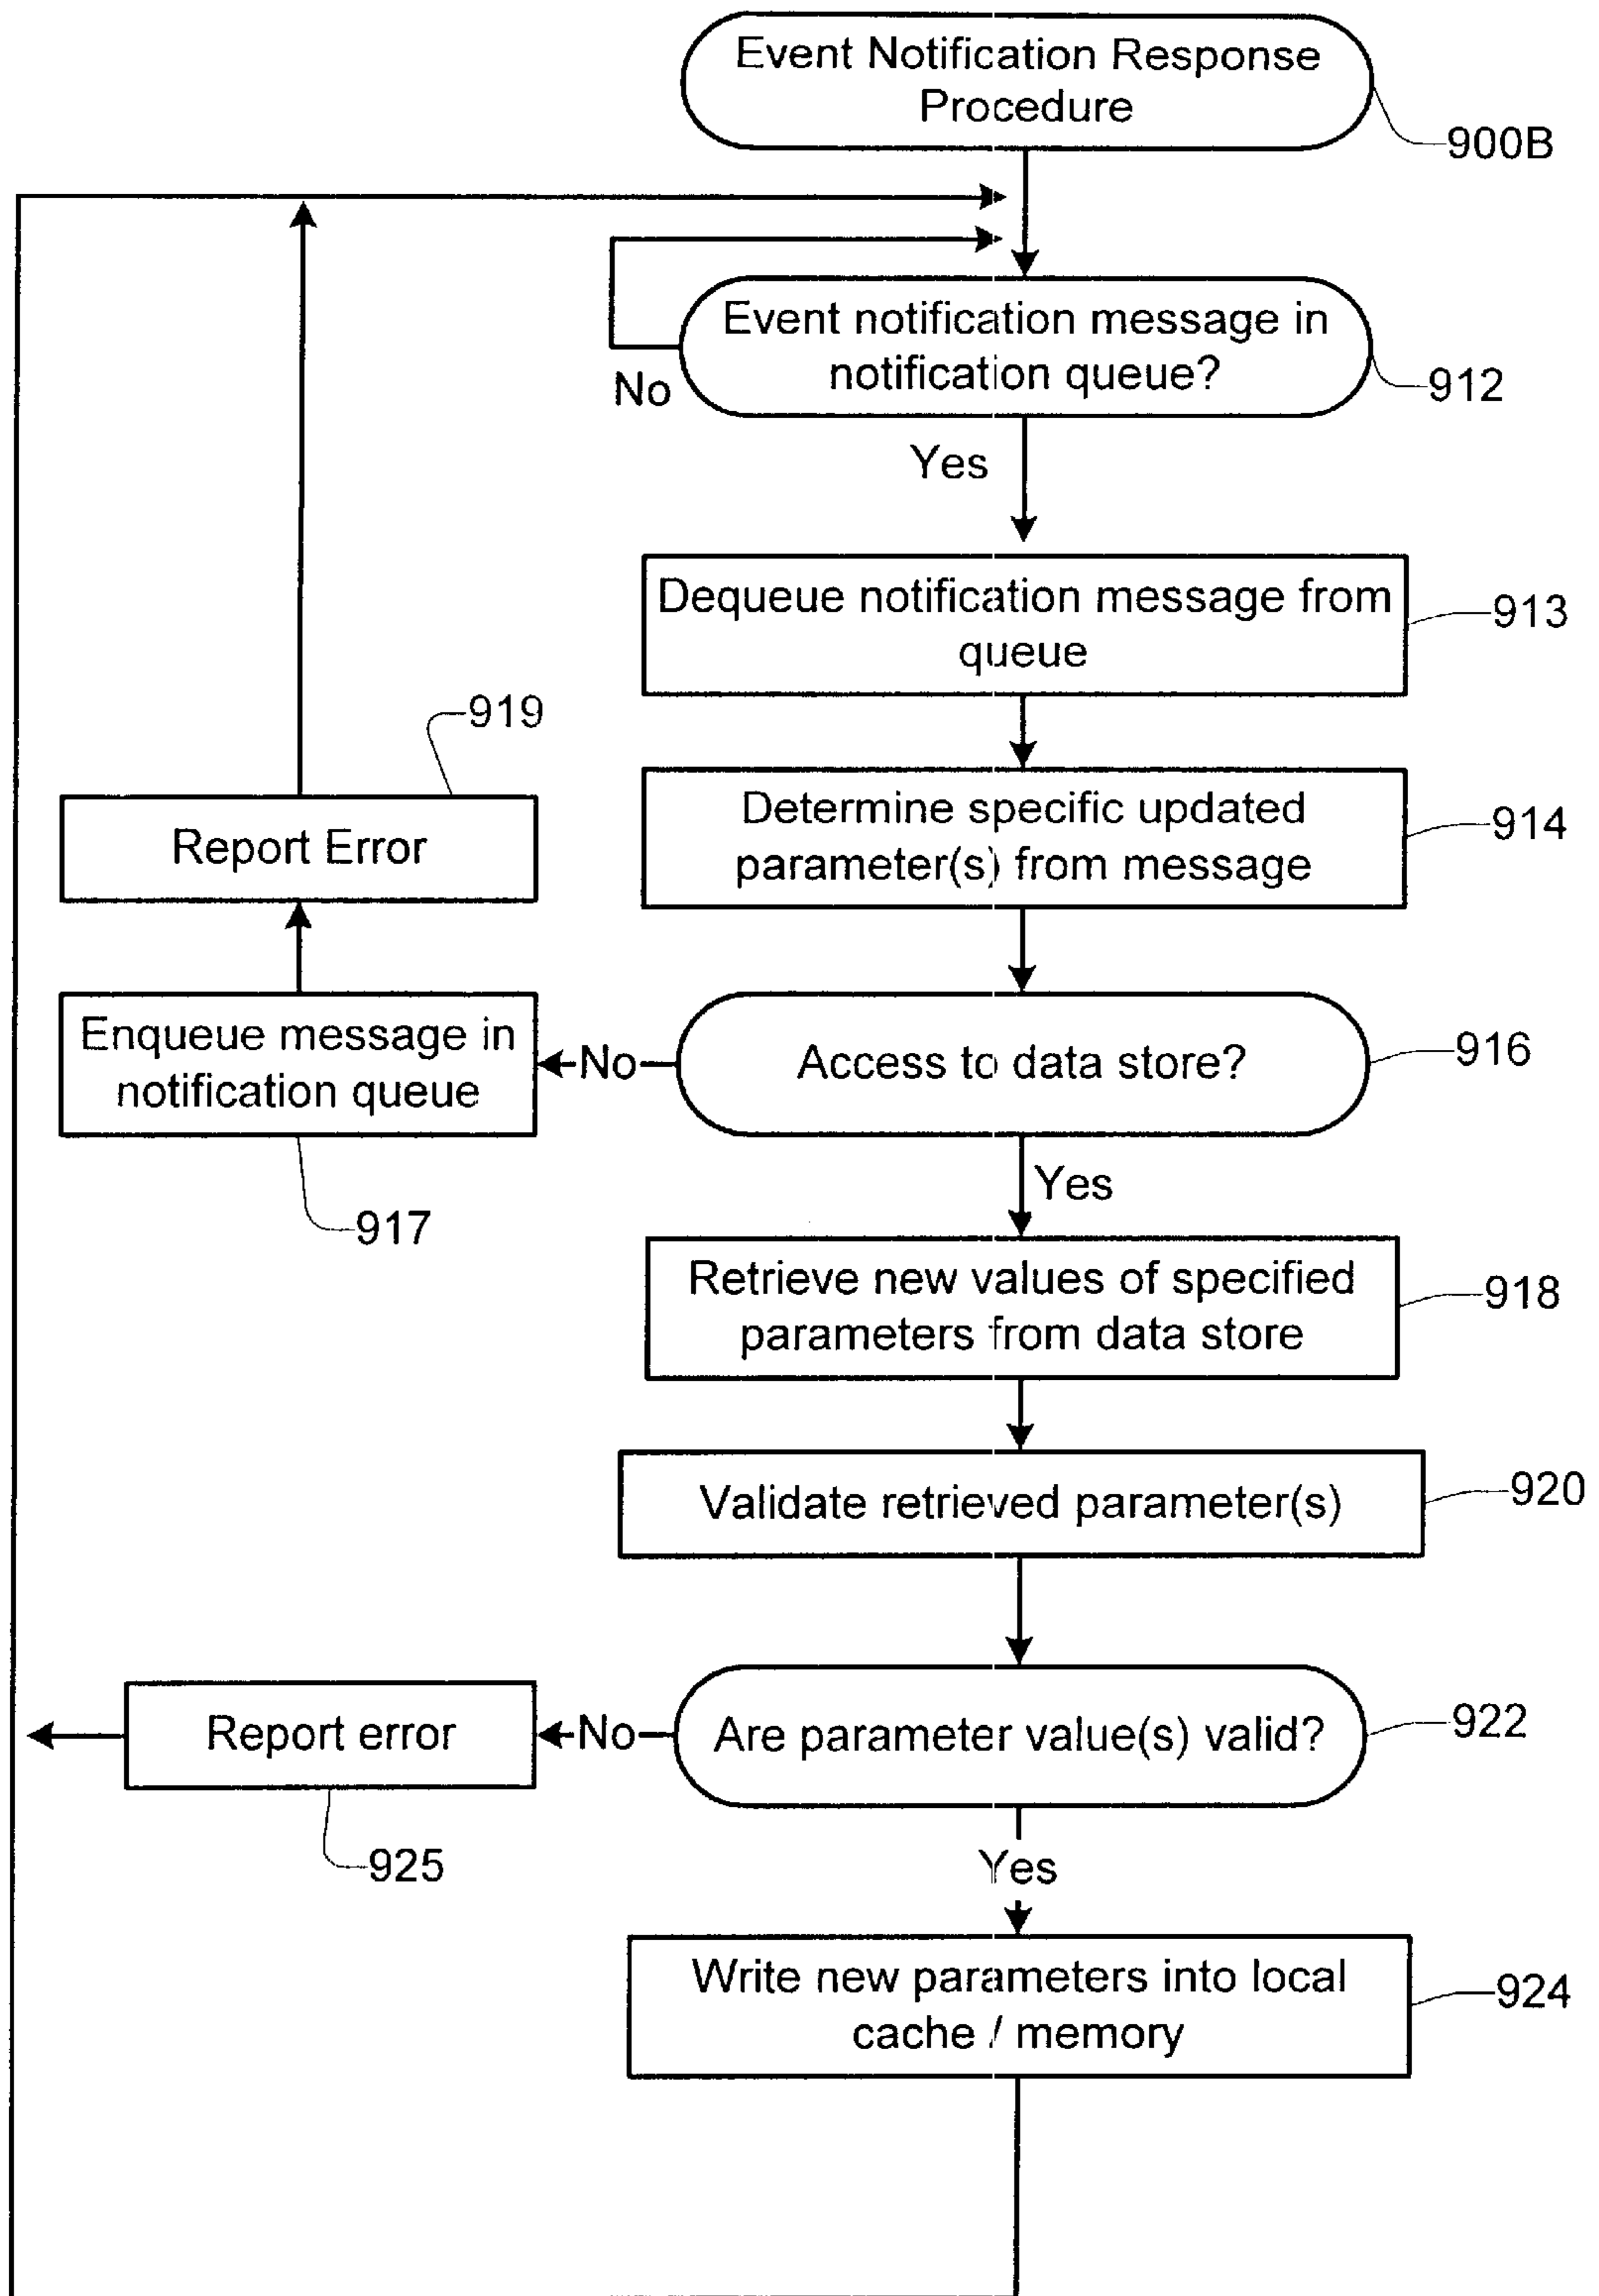 Event Notification Response
Procedure
900B
Event notification message in
notification queue?
912
No
Yes
Dequeue notification message from
queue
913
919
Determine specific updated
parameter(s) from message
914
Report Error
Enqueue message in
notification queue
No
Access to data store?
916
Yes
917
Retrieve new values of specified
parameters from data store
918
Validate retrieved parameter(s)
920
Report error
No
Are parameter value(s) valid?
922
925
Yes
Write new parameters into local
cache / memory
924